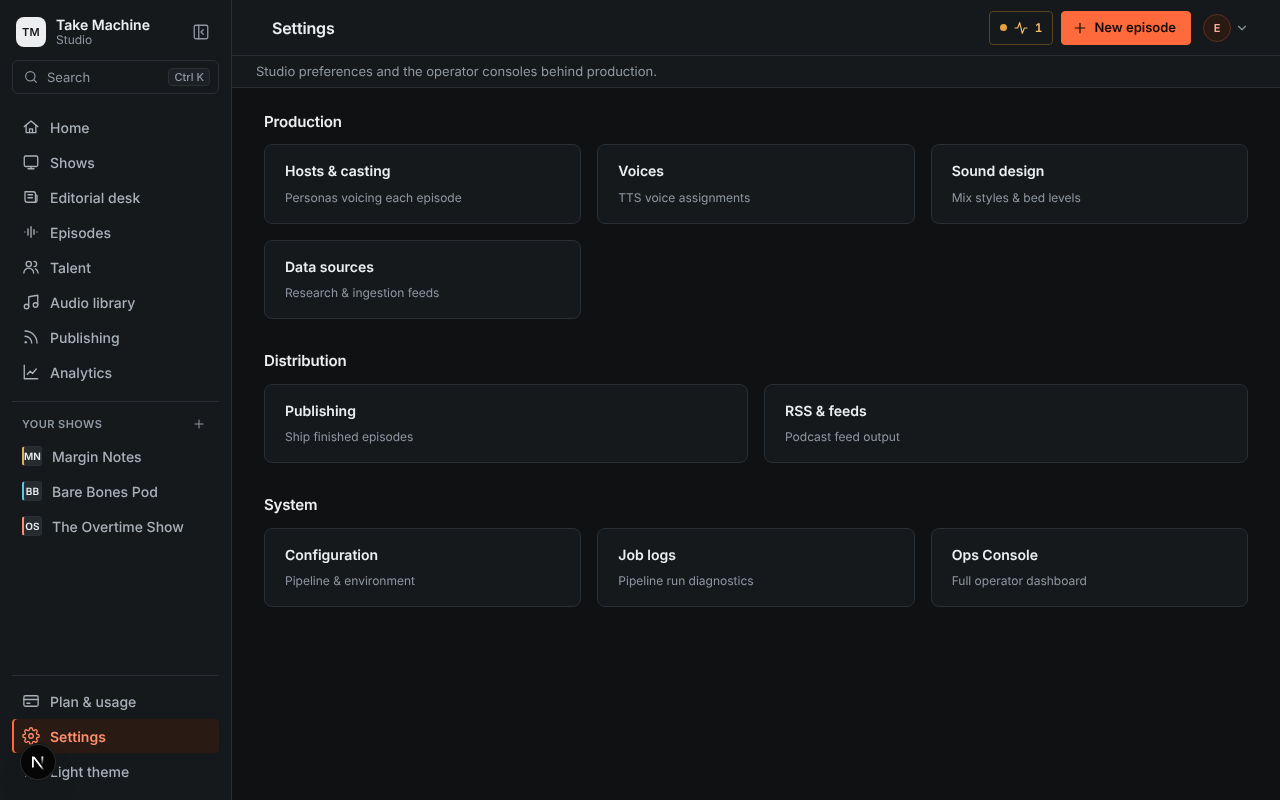 TM
Take Machine
Studio
Search
Ctrl K
Home
Shows
Editorial desk
Episodes
Talent
Audio library
Publishing
Analytics
YOUR SHOWS
MN
Margin Notes
BB
Bare Bones Pod
OS
The Overtime Show
Plan & usage
Settings
N
Light theme
Settings
1
New episode
E
Studio preferences and the operator consoles behind production.
Production
Hosts & casting
Personas voicing each episode
Voices
TTS voice assignments
Sound design
Mix styles & bed levels
Data sources
Research & ingestion feeds
Distribution
Publishing
Ship finished episodes
RSS & feeds
Podcast feed output
System
Configuration
Pipeline & environment
Job logs
Pipeline run diagnostics
Ops Console
Full operator dashboard